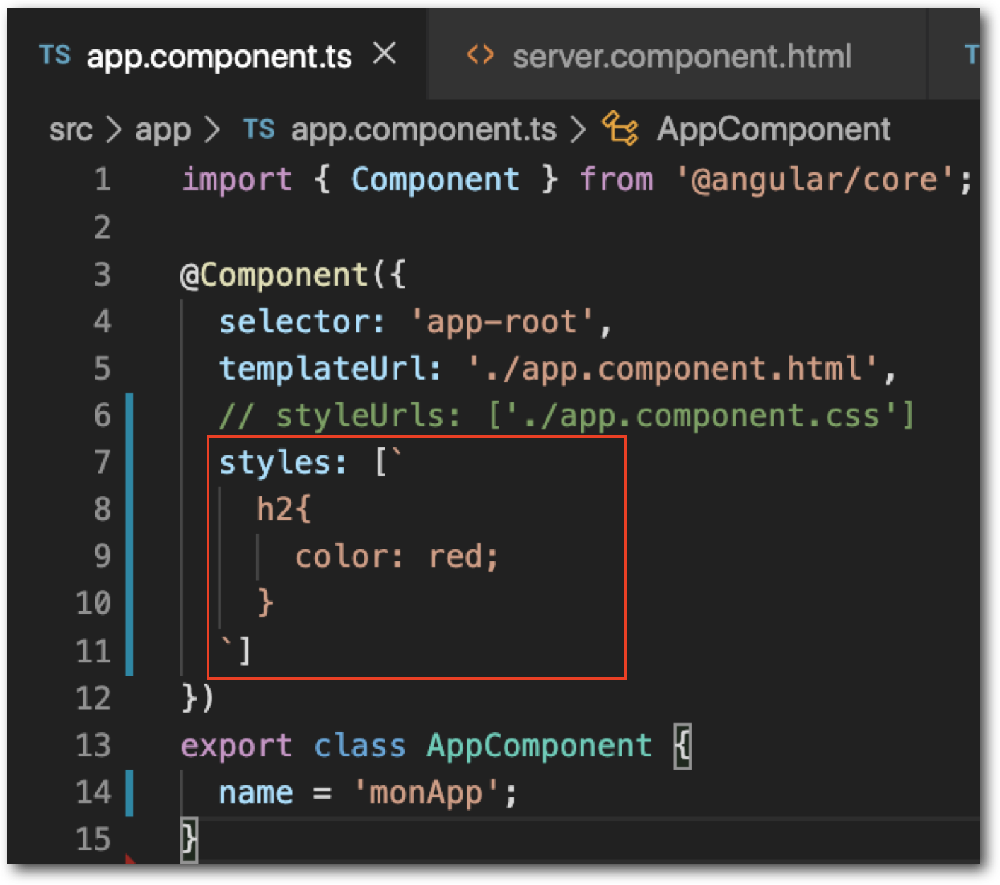 TS app.component.ts × <> server.component.html T
src > app > TS app.component.ts > AppComponent
1 import { Component } from '@angular/core';
2
3 @Component({
4   selector: 'app-root',
5   templateUrl: './app.component.html',
6   // styleUrls: ['./app.component.css']
7   styles: [`
8     h2{
9       color: red;
10     }
11   `]
12 })
13 export class AppComponent {
14   name = 'monApp';
15 }